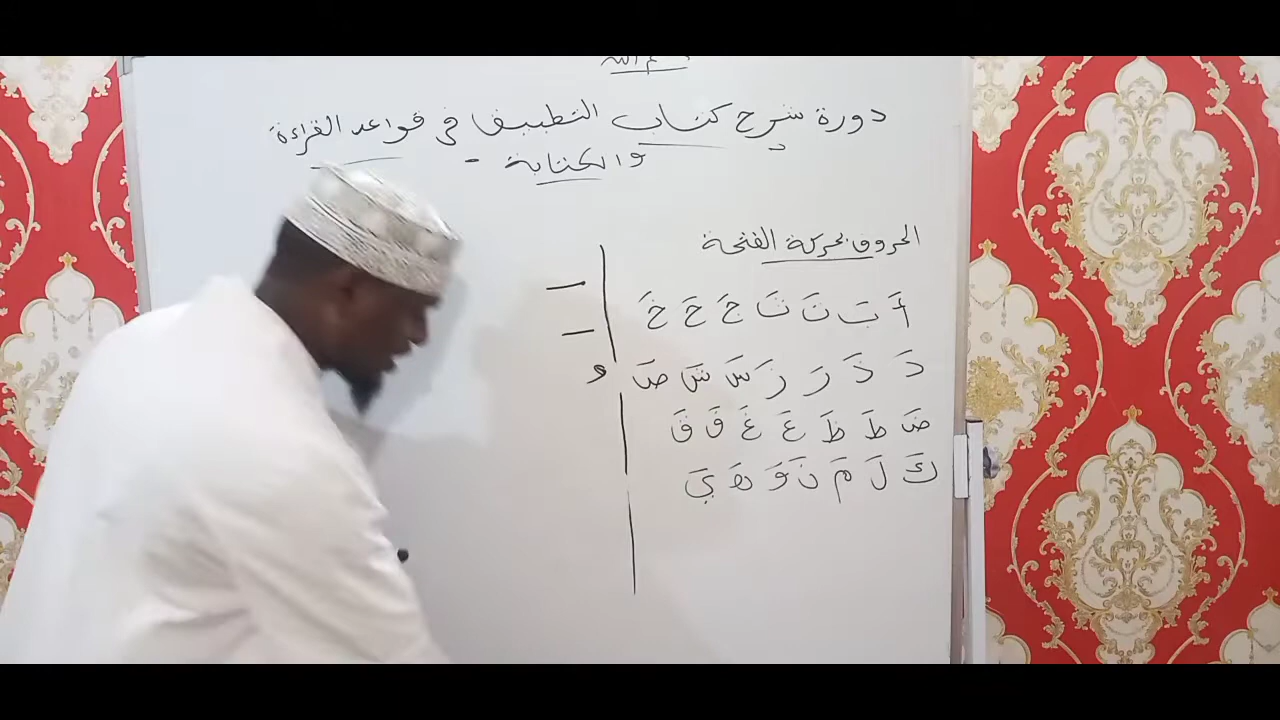 بسم الله
دورة شرح كتاب التطبيق في قواعد القراءة
والكتابة -
الحروف بحركة الفتحة
أَ بَ تَ ثَ جَ حَ خَ
دَ ذَ رَ زَ سَ شَ صَ
ضَ طَ ظَ عَ غَ فَ قَ
كَ لَ مَ نَ وَ هَ يَ